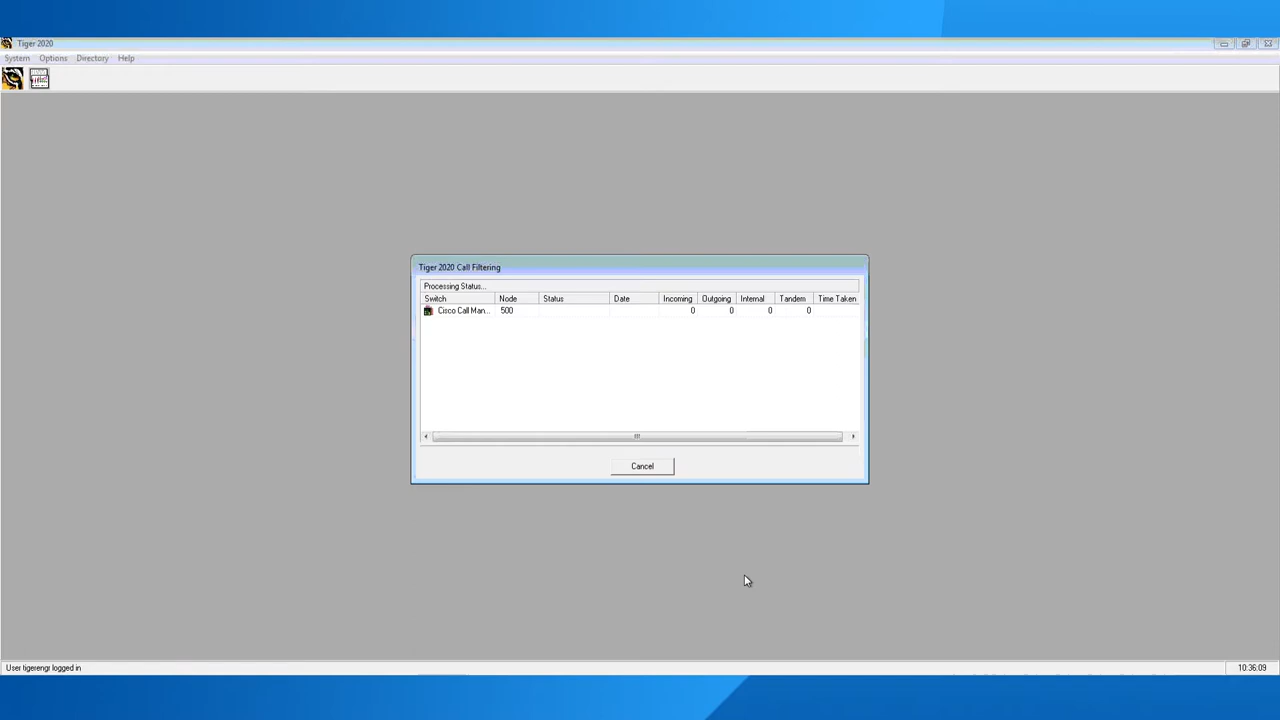 Tiger 2020
System Options Directory Help
Tiger 2020 Call Filtering
Processing Status...
Switch Node Status Date Incoming Outgoing Internal Tandem Time Taken
Cisco Call Man... 500 0 0 0 0
Cancel
User tigerengr logged in 10:36:09